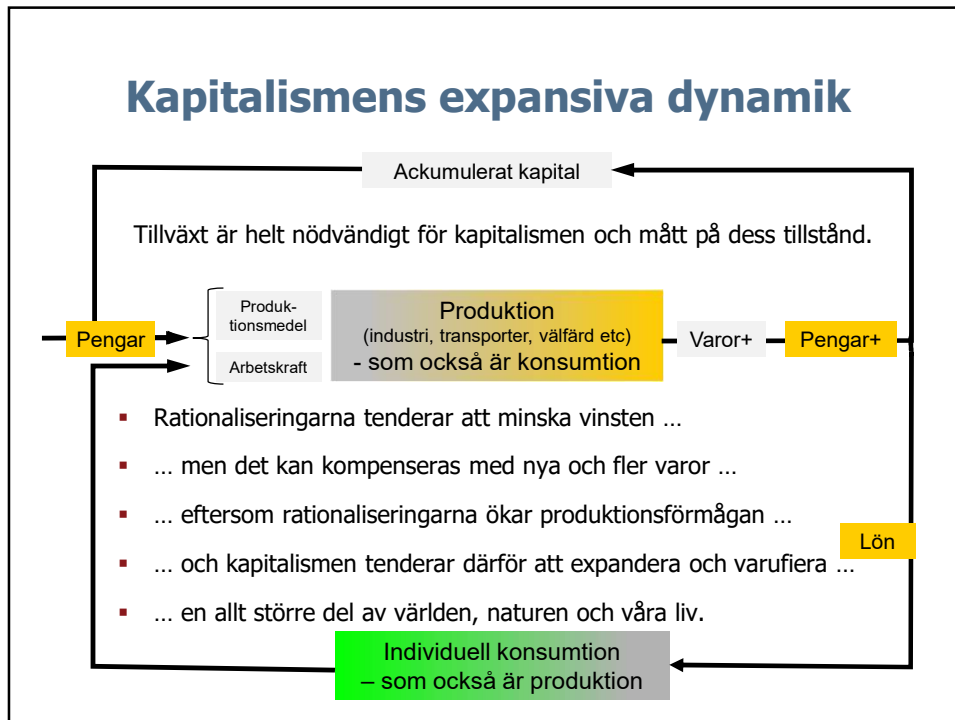 Kapitalismens expansiva dynamik
Ackumulerat kapital
Tillväxt är helt nödvändigt för kapitalismen och mått på dess tillstånd.
Pengar
Produk-
tionsmedel
Arbetskraft
Produktion
(industri, transporter, välfärd etc)
- som också är konsumtion
Varor+
Pengar+
▪ Rationaliseringarna tenderar att minska vinsten …
▪ … men det kan kompenseras med nya och fler varor …
▪ … eftersom rationaliseringarna ökar produktionsförmågan …
Lön
▪ … och kapitalismen tenderar därför att expandera och varufiera …
▪ … en allt större del av världen, naturen och våra liv.
Individuell konsumtion
– som också är produktion